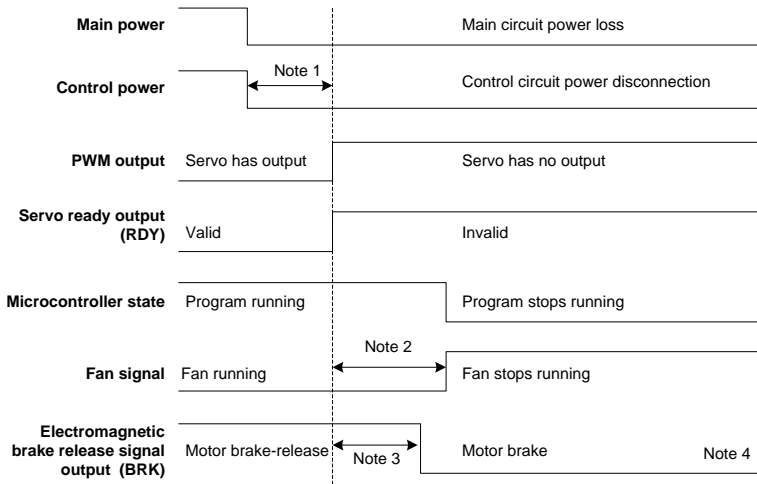 Main power
Main circuit power loss
Note 1
Control power
Control circuit power disconnection
PWM output
Servo has output
Servo has no output
Servo ready output
(RDY)
Valid
Invalid
Microcontroller state
Program running
Program stops running
Note 2
Fan signal
Fan running
Fan stops running
Electromagnetic
brake release signal
output (BRK)
Motor brake-release
Note 3
Motor brake
Note 4